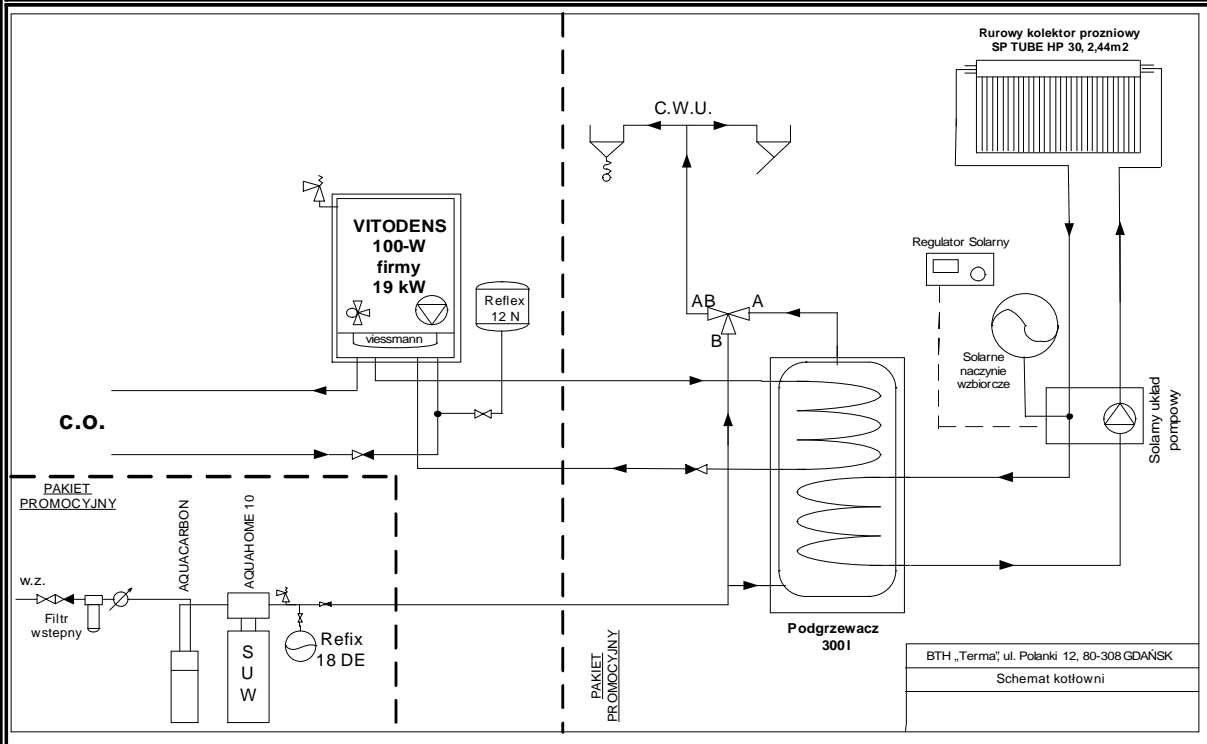 Rurowy kolektor prozniowy
SP TUBE HP 30, 2,44m2
C.W.U.
VITODENS
100-W
firmy
19 kW
viessmann
Reflex
12 N
AB
A
B
Regulator Solarny
Solarne
naczynie
wzbiorcze
Solarny układ
pompowy
c.o.
PAKIET
PROMOCYJNY
AQUACARBON
AQUAHOME 10
w.z.
Filtr
wstepny
S
U
W
Refix
18 DE
PAKIET
PROMOCYJNY
Podgrzewacz
300 l
BTH „Terma”, ul. Polanki 12, 80-308 GDAŃSK
Schemat kotłowni